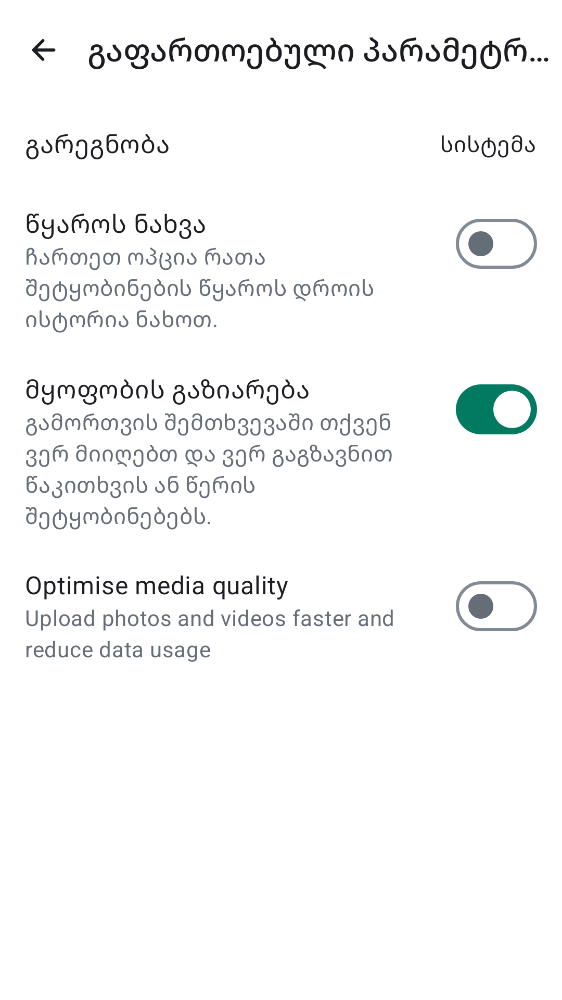 გაფართოებული პარამეტრ...
გარეგნობა
სისტემა
წყაროს ნახვა
ჩართეთ ოპცია რათა
შეტყობინების წყაროს დროის
ისტორია ნახოთ.
მყოფობის გაზიარება
გამორთვის შემთხვევაში თქვენ
ვერ მიიღებთ და ვერ გაგზავნით
წაკითხვის ან წერის
შეტყობინებებს.
Optimise media quality
Upload photos and videos faster and
reduce data usage